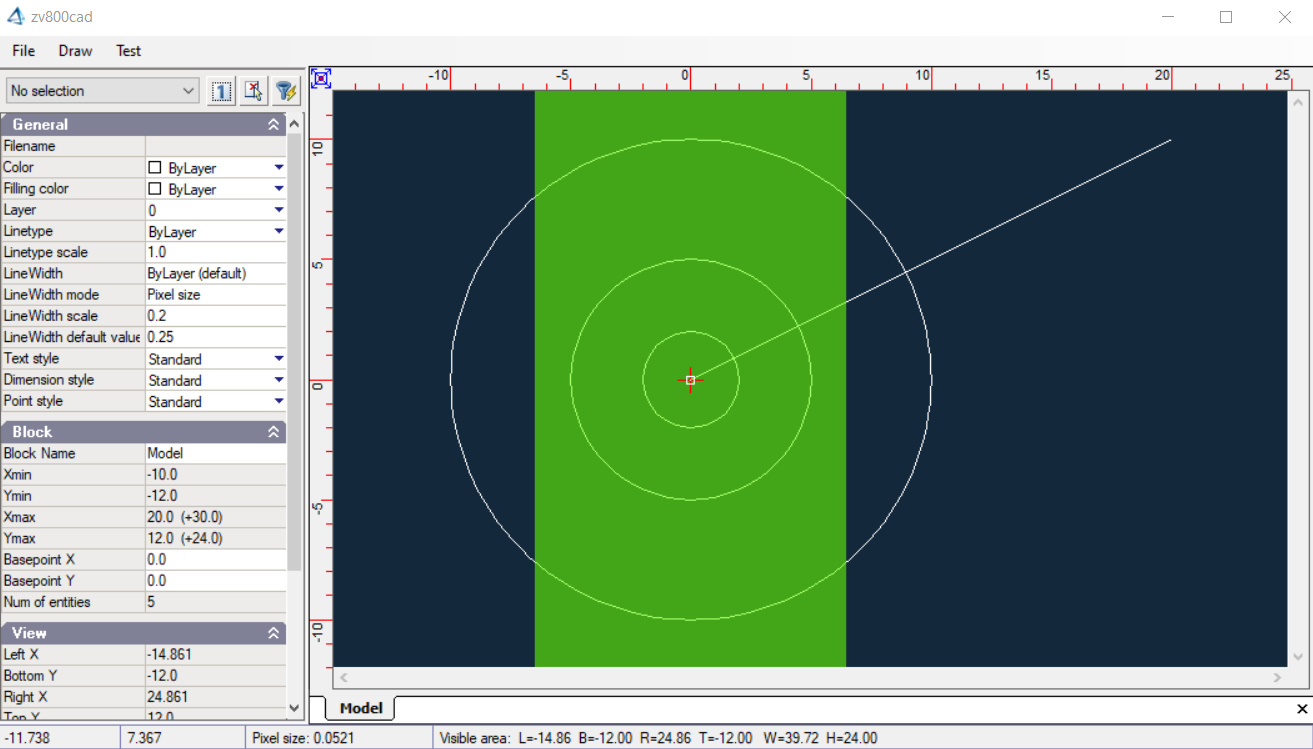 zv800cad
File Draw Test
No selection
1
General
Filename
Color ByLayer
Filling color ByLayer
Layer 0
Linetype ByLayer
Linetype scale 1.0
LineWidth ByLayer (default)
LineWidth mode Pixel size
LineWidth scale 0.2
LineWidth default value 0.25
Text style Standard
Dimension style Standard
Point style Standard
Block
Block Name Model
Xmin -10.0
Ymin -12.0
Xmax 20.0 (+30.0)
Ymax 12.0 (+24.0)
Basepoint X 0.0
Basepoint Y 0.0
Num of entities 5
View
Left X -14.861
Bottom Y -12.0
Right X 24.861
Top Y 12.0
-10 -5 0 5 10 15 20 25
10
5
0
-5
-10
Model
-11.738 7.367 Pixel size: 0.0521 Visible area: L=-14.86 B=-12.00 R=24.86 T=-12.00 W=39.72 H=24.00